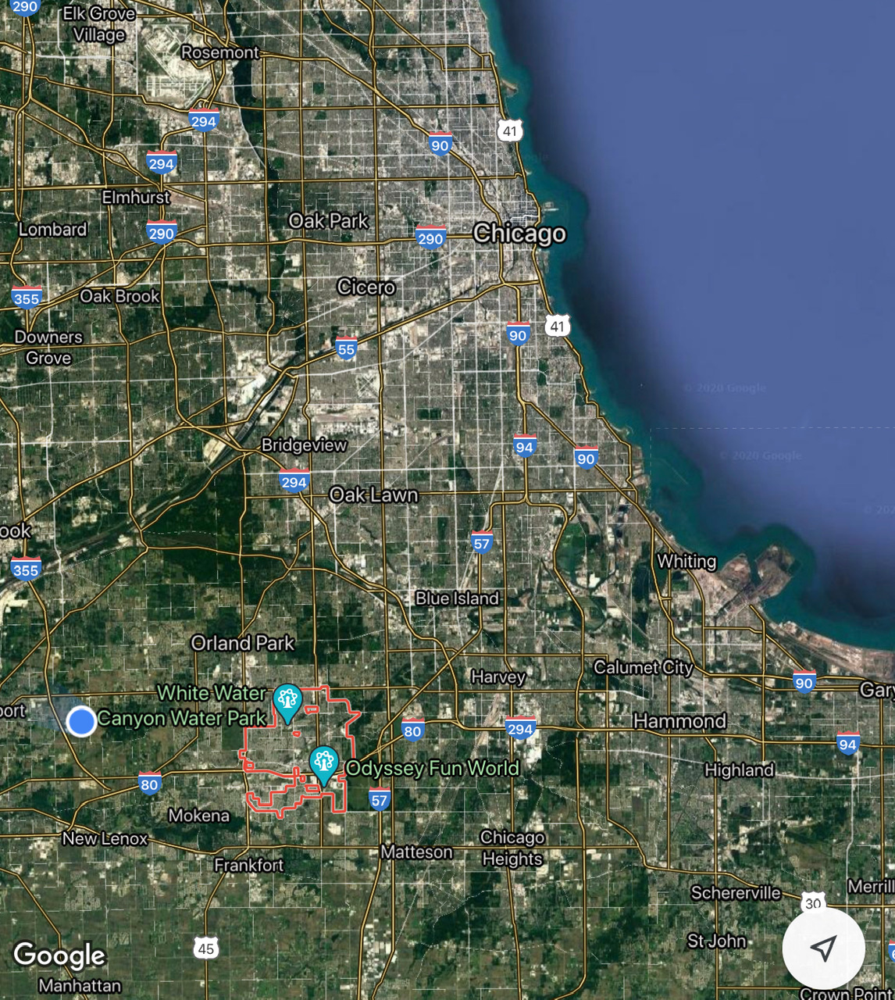 290
Elk Grove
Village
Rosemont
294
41
90
294
Elmhurst
Oak Park
Lombard
290
290
Chicago
Cicero
355
Oak Brook
41
Downers
Grove
90
55
© 2020 Google
Bridgeview
94
90
© 2020 Google
294
Oak Lawn
ook
© 202
57
355
Whiting
Blue Island
Orland Park
Harvey
Calumet City
90
Gary
White Water
Canyon Water Park
port
80
294
Hammond
94
Odyssey Fun World
Highland
80
57
Mokena
New Lenox
Chicago
Heights
Matteson
Frankfort
Schererville
Merrill
30
St John
45
Google
Manhattan
Crown Point